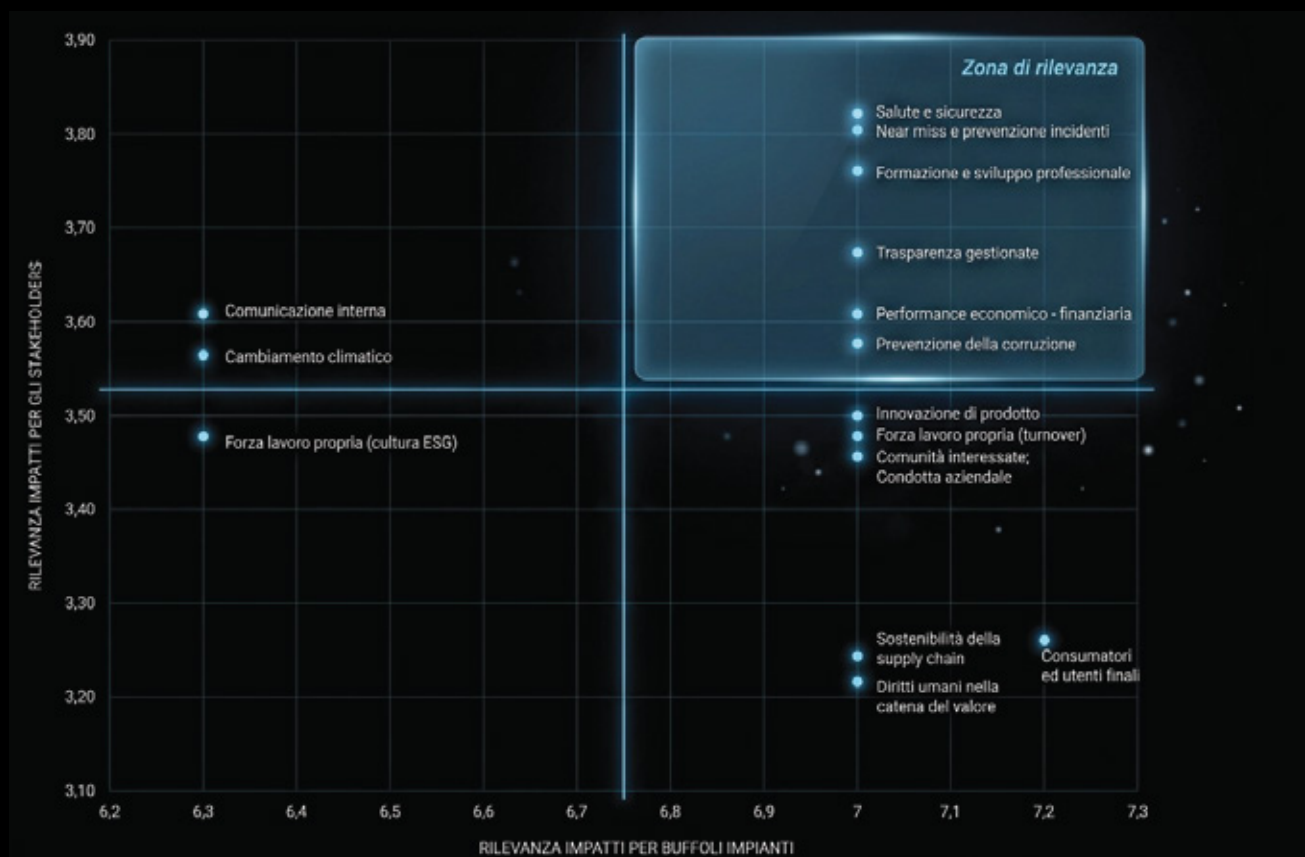 3,90
3,80
3,70
3,60
3,50
3,40
3,30
3,20
3,10
RILEVANZA IMPATTI PER GLI STAKEHOLDERS
Zona di rilevanza
Salute e sicurezza
Near miss e prevenzione incidenti
Formazione e sviluppo professionale
Trasparenza gestionate
Performance economico - finanziaria
Prevenzione della corruzione
Comunicazione interna
Cambiamento climatico
Forza lavoro propria (cultura ESG)
Innovazione di prodotto
Forza lavoro propria (turnover)
Comunità interessate;
Condotta aziendale
Sostenibilità della
supply chain
Diritti umani nella
catena del valore
Consumatori
ed utenti finali
6,2 6,3 6,4 6,5 6,6 6,7 6,8 6,9 7 7,1 7,2 7,3
RILEVANZA IMPATTI PER BUFFOLI IMPIANTI